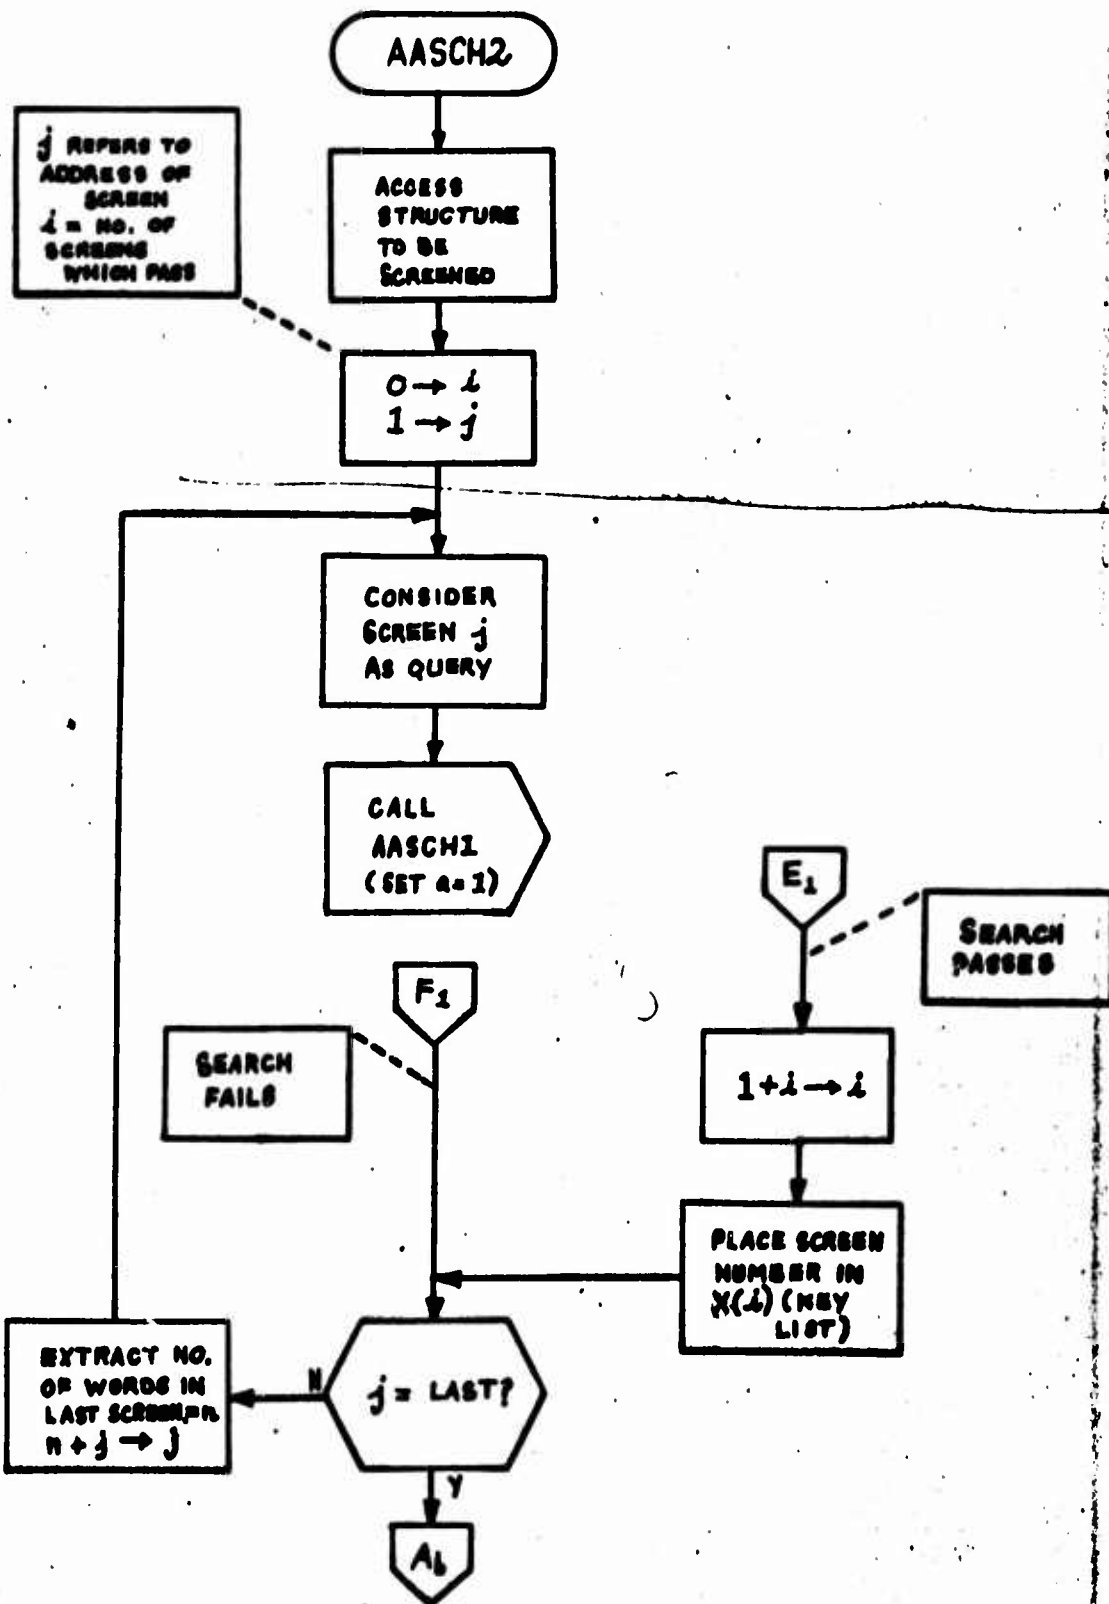 AASCH2
j REFERS TO
ADDRESS OF
SCREEN
i = NO. OF
SCREENS
WHICH PASS
ACCESS
STRUCTURE
TO BE
SCREENED
0 → i
1 → j
CONSIDER
SCREEN j
AS QUERY
CALL
AASCH1
(SET a=1)
E1
SEARCH
PASSES
F1
SEARCH
FAILS
1+i → i
PLACE SCREEN
NUMBER IN
X(i) (KEY
LIST)
EXTRACT NO.
OF WORDS IN
LAST SCREEN,=n
n + j → j
N
j = LAST?
Y
Ab